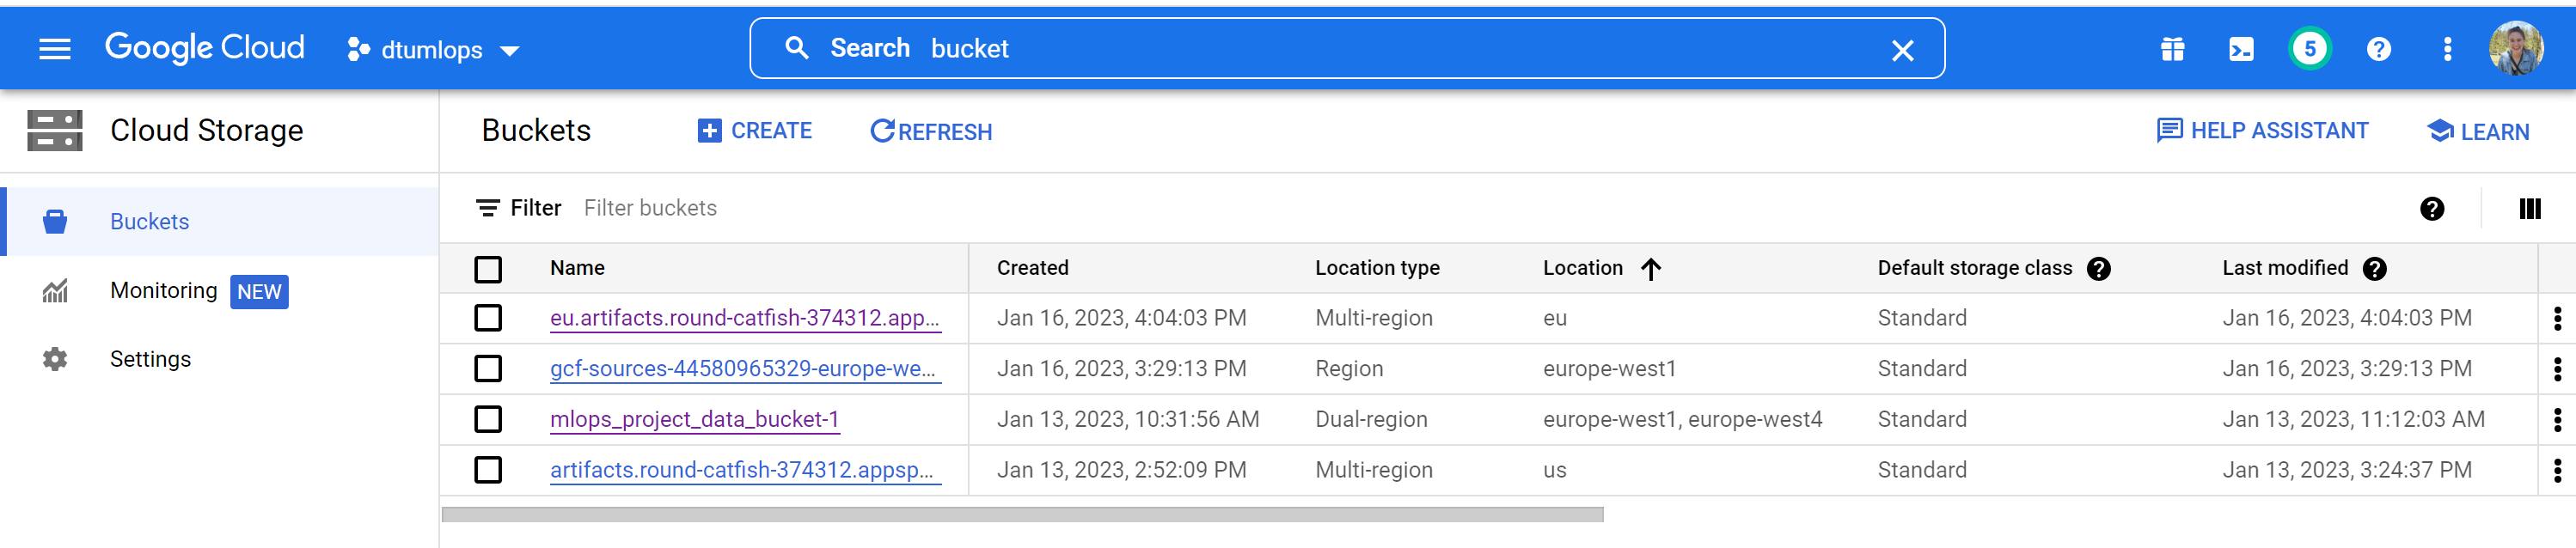 Google Cloud dtumlops Search bucket 5
Cloud Storage Buckets CREATE REFRESH HELP ASSISTANT LEARN
Buckets
Monitoring NEW
Settings
Filter Filter buckets
Name Created Location type Location Default storage class Last modified
eu.artifacts.round-catfish-374312.app... Jan 16, 2023, 4:04:03 PM Multi-region eu Standard Jan 16, 2023, 4:04:03 PM
gcf-sources-44580965329-europe-we... Jan 16, 2023, 3:29:13 PM Region europe-west1 Standard Jan 16, 2023, 3:29:13 PM
mlops_project_data_bucket-1 Jan 13, 2023, 10:31:56 AM Dual-region europe-west1, europe-west4 Standard Jan 13, 2023, 11:12:03 AM
artifacts.round-catfish-374312.appsp... Jan 13, 2023, 2:52:09 PM Multi-region us Standard Jan 13, 2023, 3:24:37 PM